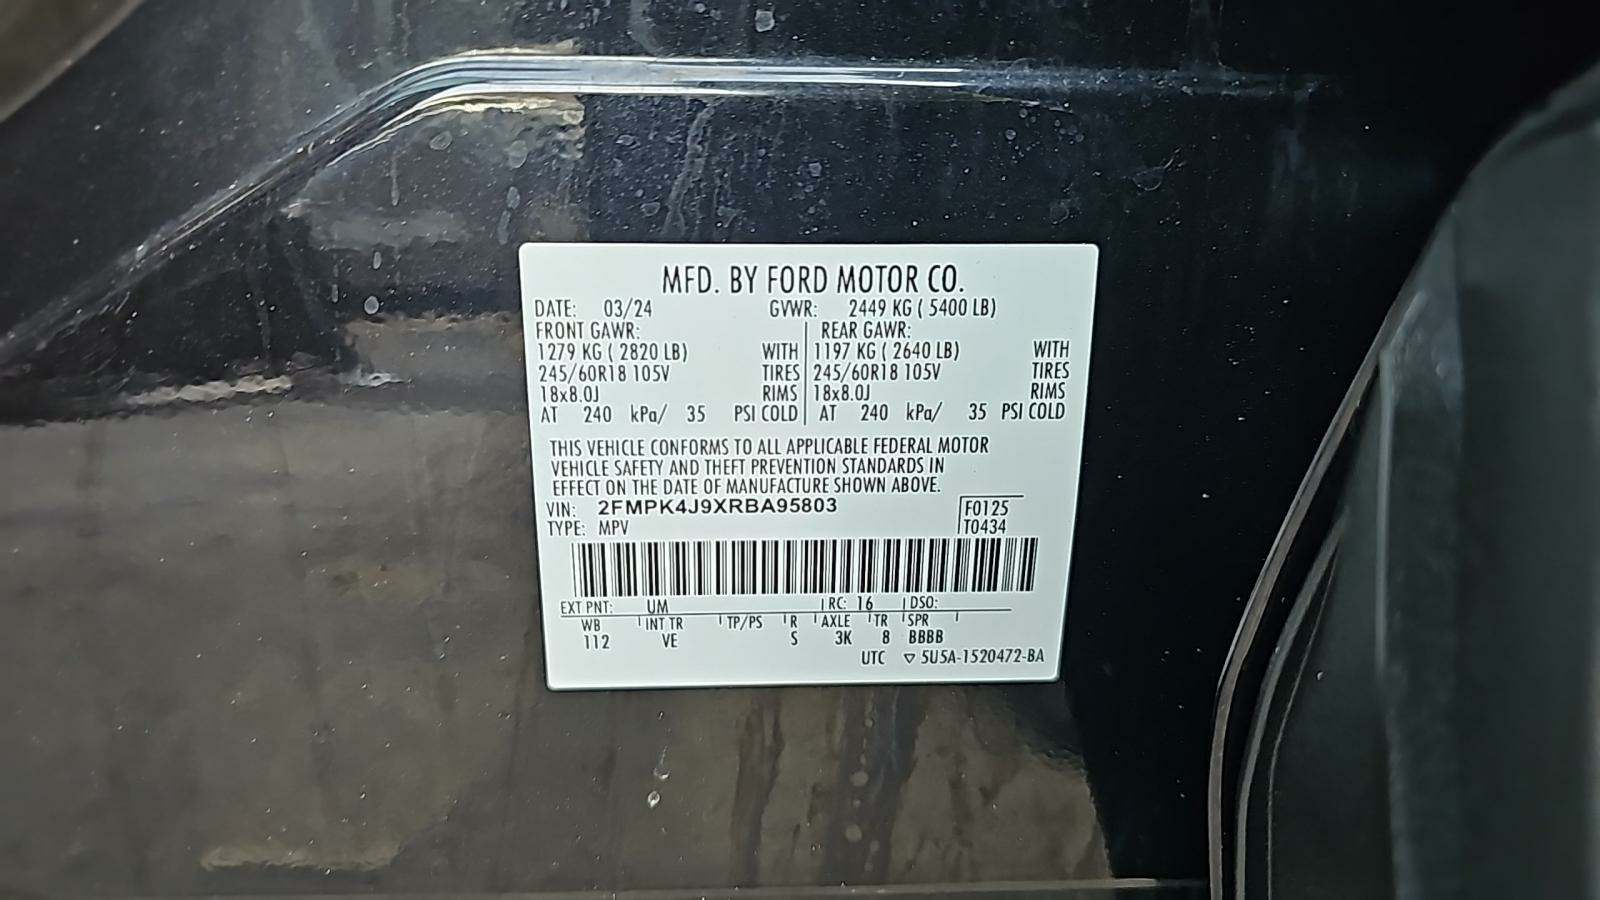 MFD. BY FORD MOTOR CO.
DATE: 03/24 GVWR: 2449 KG ( 5400 LB)
FRONT GAWR: REAR GAWR:
1279 KG ( 2820 LB) WITH 1197 KG ( 2640 LB) WITH
245/60R18 105V TIRES 245/60R18 105V TIRES
18x8.0J RIMS 18x8.0J RIMS
AT 240 kPa/ 35 PSI COLD AT 240 kPa/ 35 PSI COLD
THIS VEHICLE CONFORMS TO ALL APPLICABLE FEDERAL MOTOR
VEHICLE SAFETY AND THEFT PREVENTION STANDARDS IN
EFFECT ON THE DATE OF MANUFACTURE SHOWN ABOVE.
VIN: 2FMPK4J9XRBA95803 F0125
TYPE: MPV T0434
EXT PNT: UM RC: 16 DSO:
WB INT TR TP/PS R AXLE TR SPR
112 VE S 3K 8 BBBB
UTC ▽ 5U5A-1520472-BA